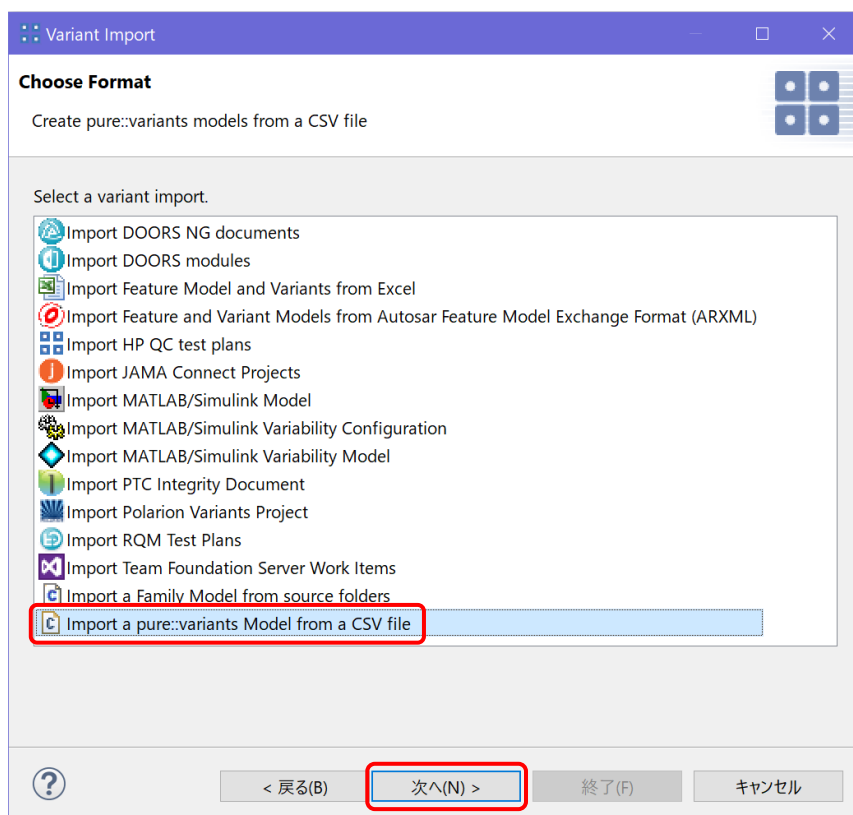 Variant Import
Choose Format
Create pure::variants models from a CSV file
Select a variant import.
Import DOORS NG documents
Import DOORS modules
Import Feature Model and Variants from Excel
Import Feature and Variant Models from Autosar Feature Model Exchange Format (ARXML)
Import HP QC test plans
Import JAMA Connect Projects
Import MATLAB/Simulink Model
Import MATLAB/Simulink Variability Configuration
Import MATLAB/Simulink Variability Model
Import PTC Integrity Document
Import Polarion Variants Project
Import RQM Test Plans
Import Team Foundation Server Work Items
Import a Family Model from source folders
Import a pure::variants Model from a CSV file
< 戻る(B) 次へ(N) > 終了(F) キャンセル